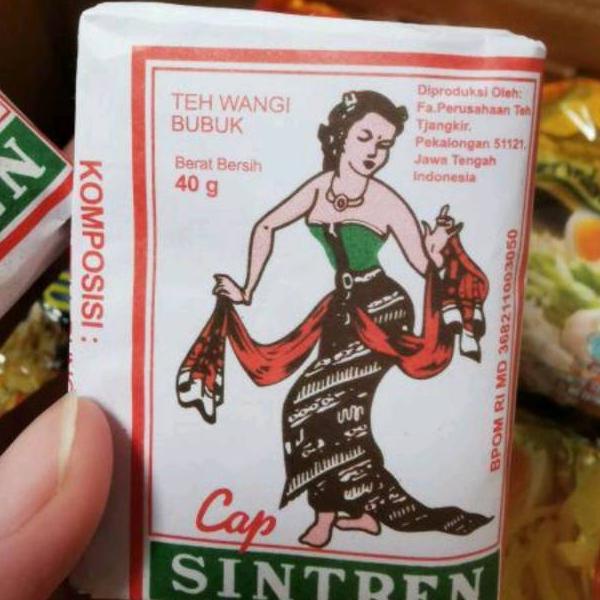 TEH WANGI
BUBUK
Berat Bersih
40 g
Diproduksi Oleh:
Fa.Perusahaan Teh
Tjangkir.
Pekalongan 51121.
Jawa Tengah
Indonesia
KOMPOSISI :
BPOM RI MD 368211003050
Cap
SINTREN